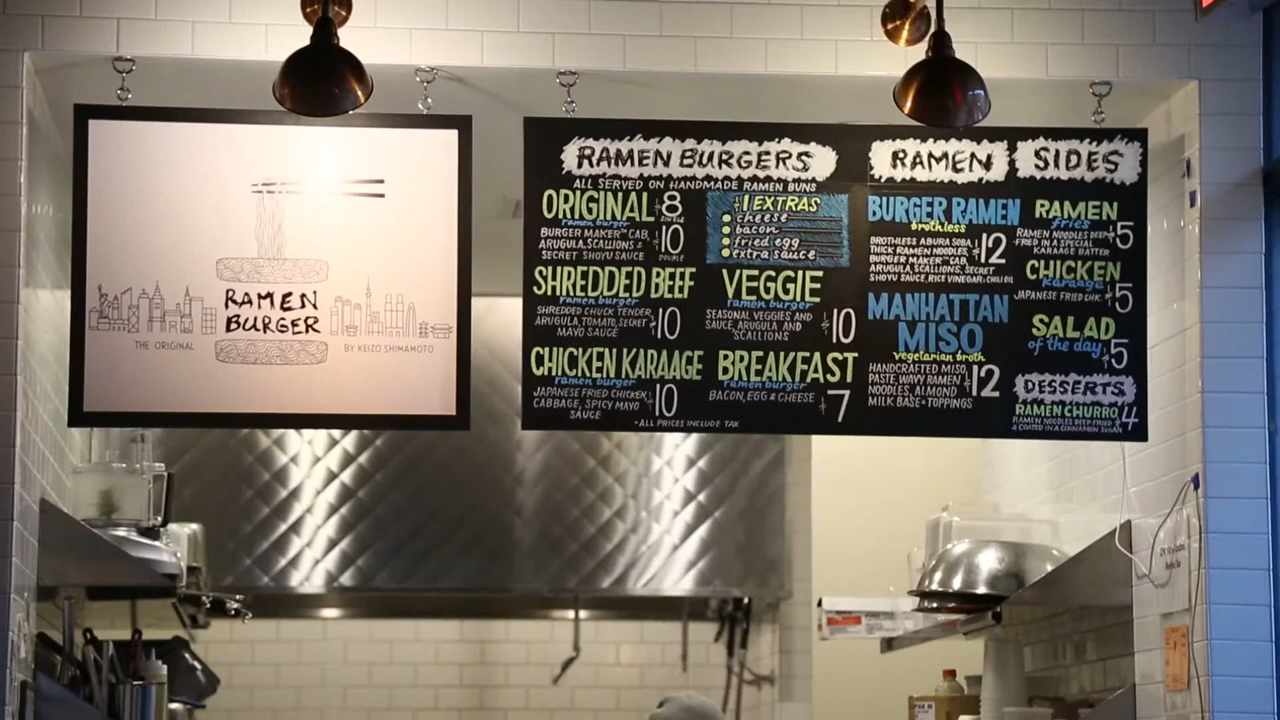 RAMEN
BURGER
THE ORIGINAL
BY KEIZO SHIMAMOTO
RAMEN BURGERS
ALL SERVED ON HANDMADE RAMEN BUNS
ORIGINAL $8
ramen burger SINGLE
BURGER MAKER™ CAB, $10
ARUGULA, SCALLIONS &
SECRET SHOYU SAUCE DOUBLE
$1 EXTRAS
cheese
bacon
fried egg
extra sauce
SHREDDED BEEF
ramen burger
SHREDDED CHUCK TENDER, $10
ARUGULA, TOMATO, SECRET
MAYO SAUCE
VEGGIE
ramen burger
SEASONAL VEGGIES AND $10
SAUCE, ARUGULA AND
SCALLIONS
CHICKEN KARAAGE
ramen burger
JAPANESE FRIED CHICKEN, $10
CABBAGE, SPICY MAYO
SAUCE
BREAKFAST
ramen burger
BACON, EGG & CHEESE $7
*ALL PRICES INCLUDE TAX
RAMEN
BURGER RAMEN
brothless
BROTHLESS ABURA SOBA, $12
THICK RAMEN NOODLES,
BURGER MAKER™ CAB,
ARUGULA, SCALLIONS, SECRET
SHOYU SAUCE, RICE VINEGAR & CHILI OIL
MANHATTAN
MISO
vegetarian broth
HANDCRAFTED MISO $12
PASTE, WAVY RAMEN
NOODLES, ALMOND
MILK BASE + TOPPINGS
SIDES
RAMEN
fries $5
RAMEN NOODLES DEEP
-FRIED IN A SPECIAL
KARAAGE BATTER
CHICKEN
karaage $5
JAPANESE FRIED CHK.
SALAD
of the day $5
DESSERTS
RAMEN CHURRO $4
RAMEN NOODLES DEEP FRIED
& COATED IN A CINNAMON SUGAR